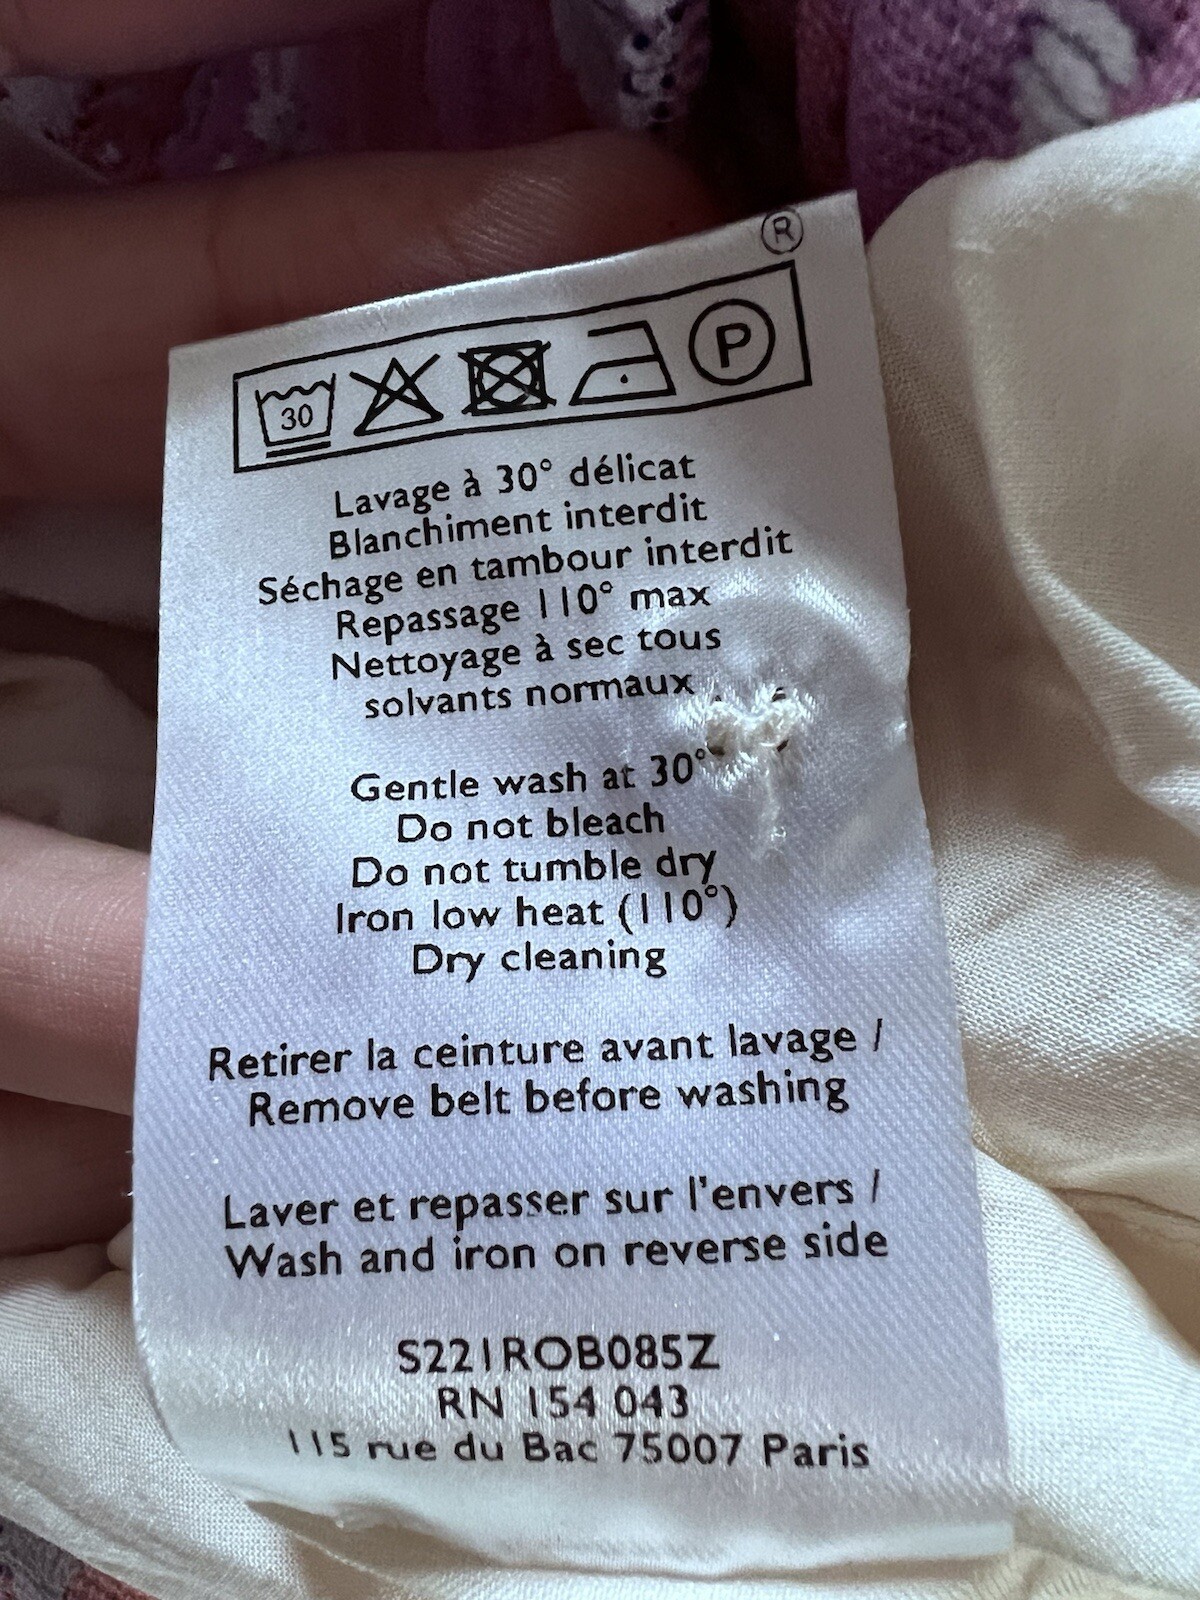 ®
30
P
Lavage à 30° délicat
Blanchiment interdit
Séchage en tambour interdit
Repassage 110° max
Nettoyage à sec tous
solvants normaux
Gentle wash at 30°
Do not bleach
Do not tumble dry
Iron low heat (110°)
Dry cleaning
Retirer la ceinture avant lavage /
Remove belt before washing
Laver et repasser sur l'envers /
Wash and iron on reverse side
S221ROB085Z
RN 154 043
115 rue du Bac 75007 Paris